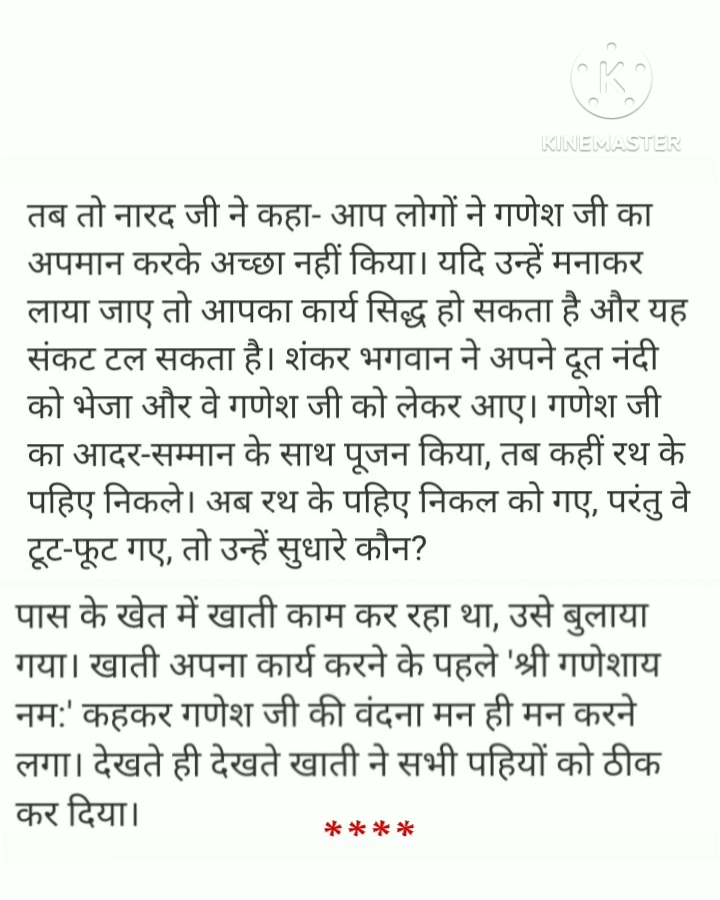 K
KINEMASTER
तब तो नारद जी ने कहा- आप लोगों ने गणेश जी का
अपमान करके अच्छा नहीं किया। यदि उन्हें मनाकर
लाया जाए तो आपका कार्य सिद्ध हो सकता है और यह
संकट टल सकता है। शंकर भगवान ने अपने दूत नंदी
को भेजा और वे गणेश जी को लेकर आए। गणेश जी
का आदर-सम्मान के साथ पूजन किया, तब कहीं रथ के
पहिए निकले। अब रथ के पहिए निकल को गए, परंतु वे
टूट-फूट गए, तो उन्हें सुधारे कौन?
पास के खेत में खाती काम कर रहा था, उसे बुलाया
गया। खाती अपना कार्य करने के पहले 'श्री गणेशाय
नम:' कहकर गणेश जी की वंदना मन ही मन करने
लगा। देखते ही देखते खाती ने सभी पहियों को ठीक
कर दिया।
****